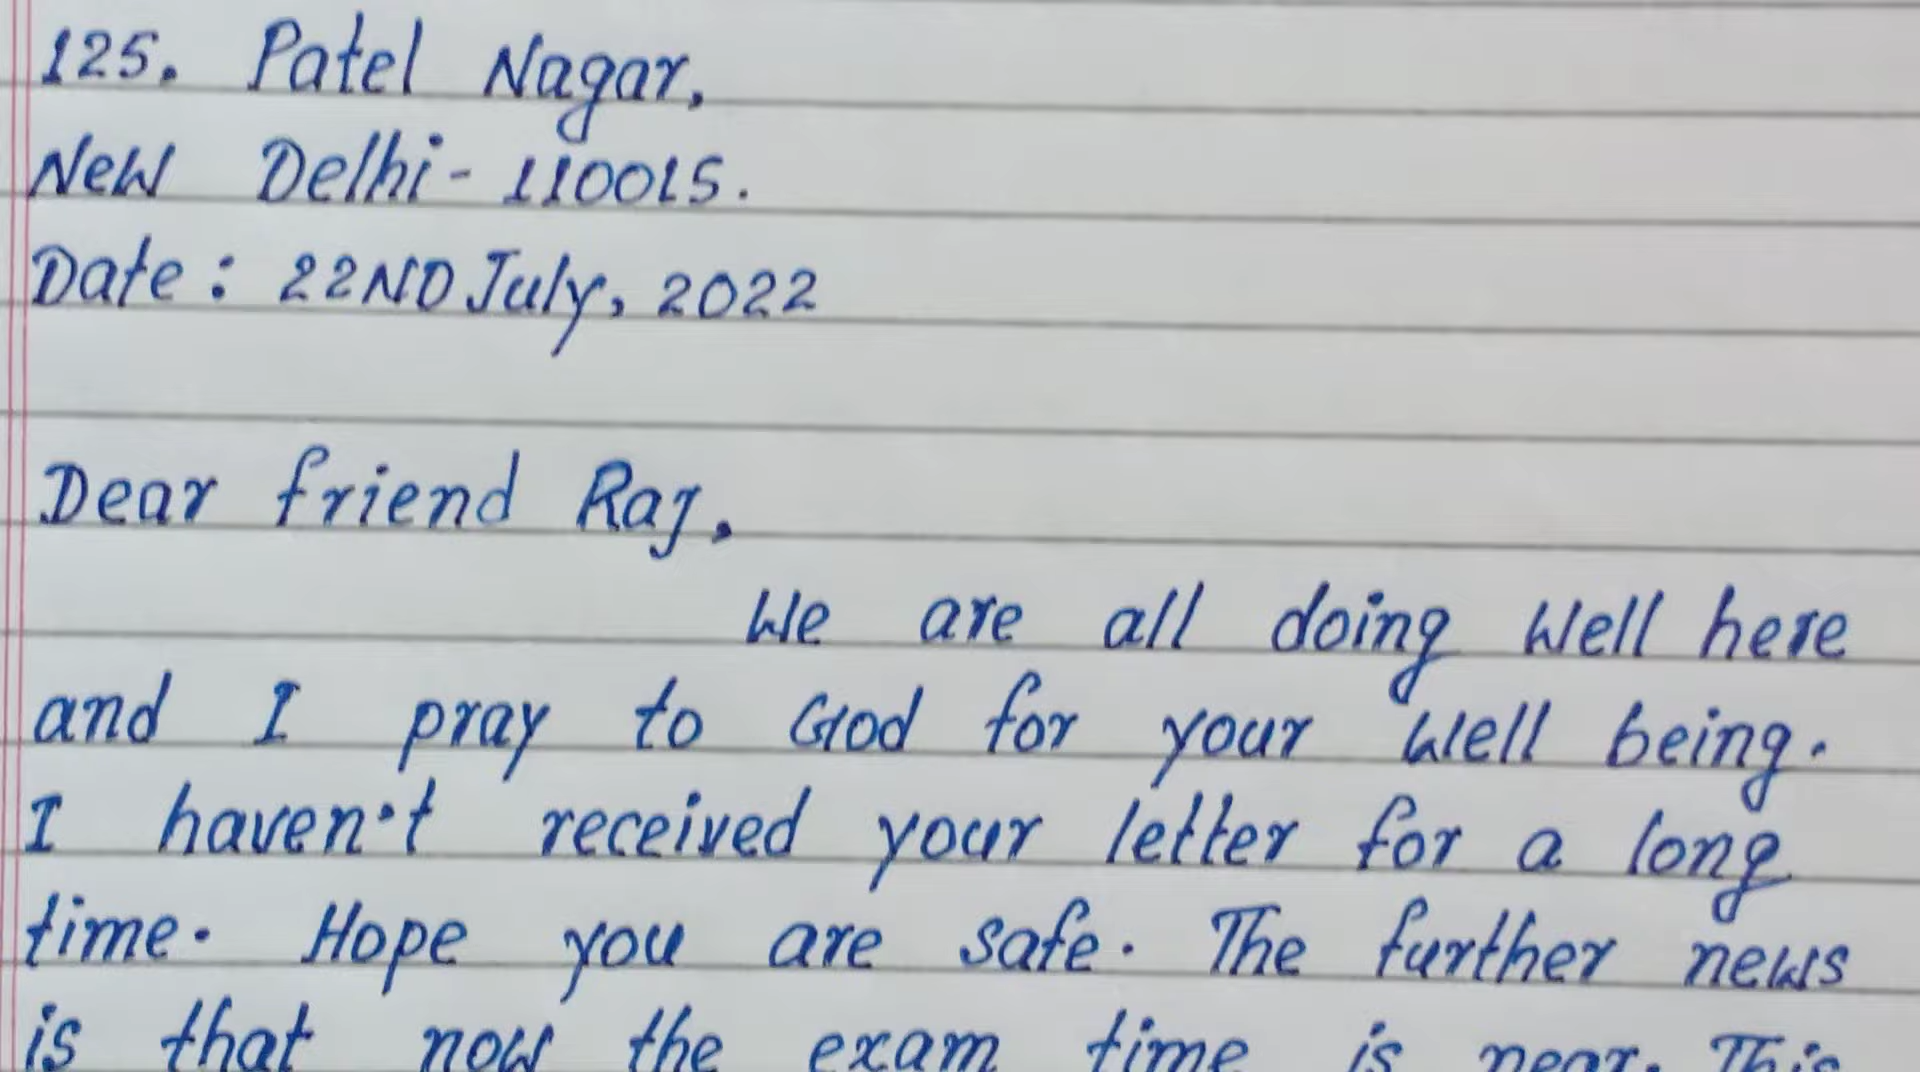 125, Patel Nagar,
New Delhi - 110015.
Date : 22ND July, 2022
Dear friend Raj,
We are all doing well here
and I pray to God for your well being.
I haven't received your letter for a long
time. Hope you are safe. The further news
is that now the exam time is near. This